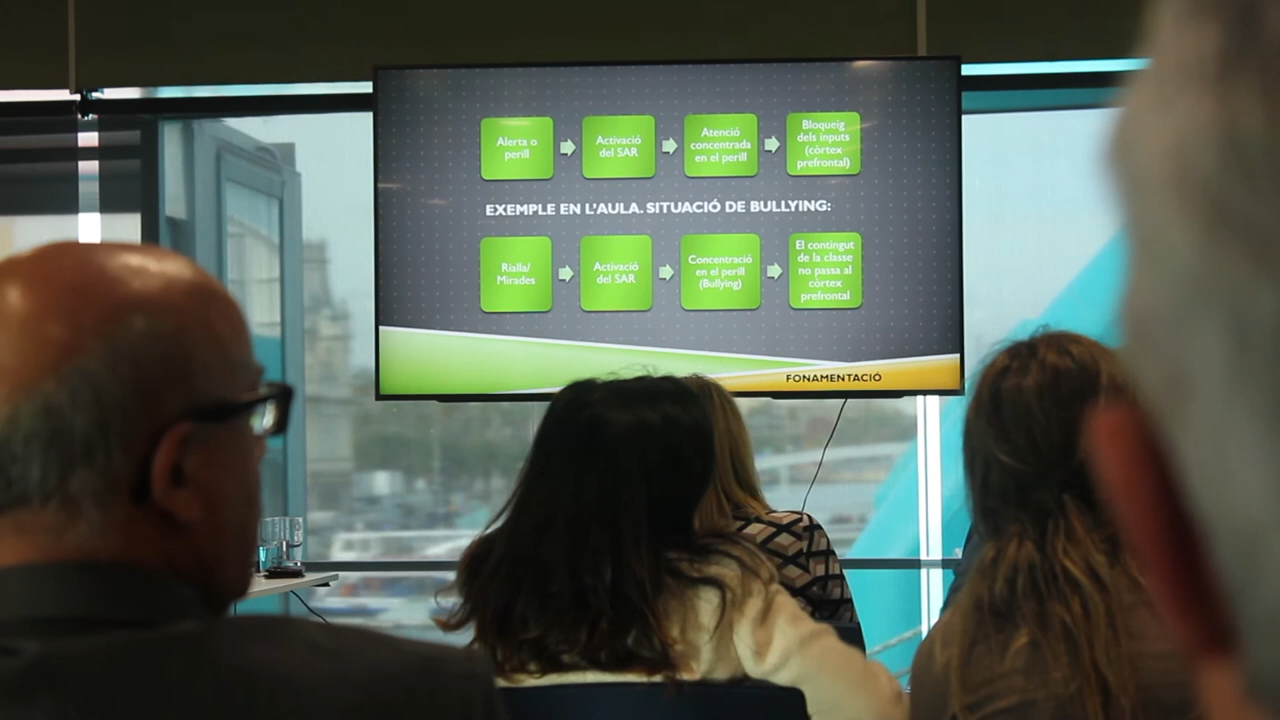 Alerta o
perill
Activació
del SAR
Atenció
concentrada
en el perill
Bloqueig
dels inputs
(còrtex
prefrontal)
EXEMPLE EN L'AULA. SITUACIÓ DE BULLYING:
Rialla/
Mirades
Activació
del SAR
Concentració
en el perill
(Bullying)
El contingut
de la classe
no passa al
còrtex
prefrontal
FONAMENTACIÓ